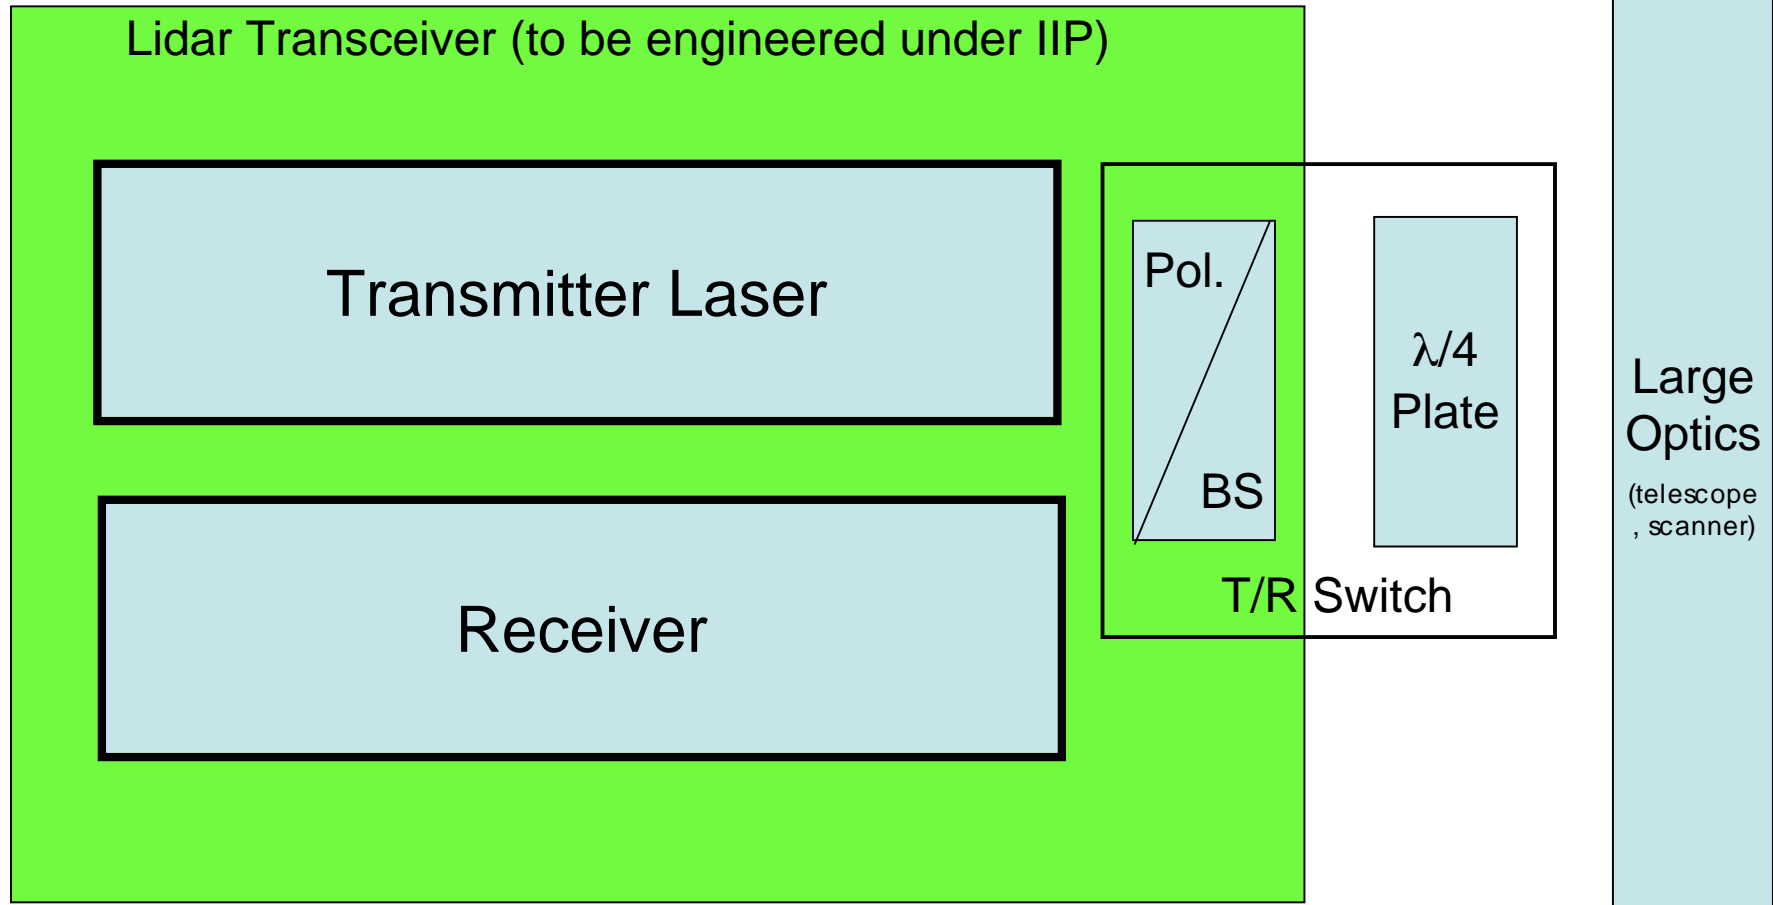 Lidar Transceiver (to be engineered under IIP)
Transmitter Laser
Receiver
Pol.
BS
λ/4
Plate
T/R Switch
Large
Optics
(telescope
, scanner)